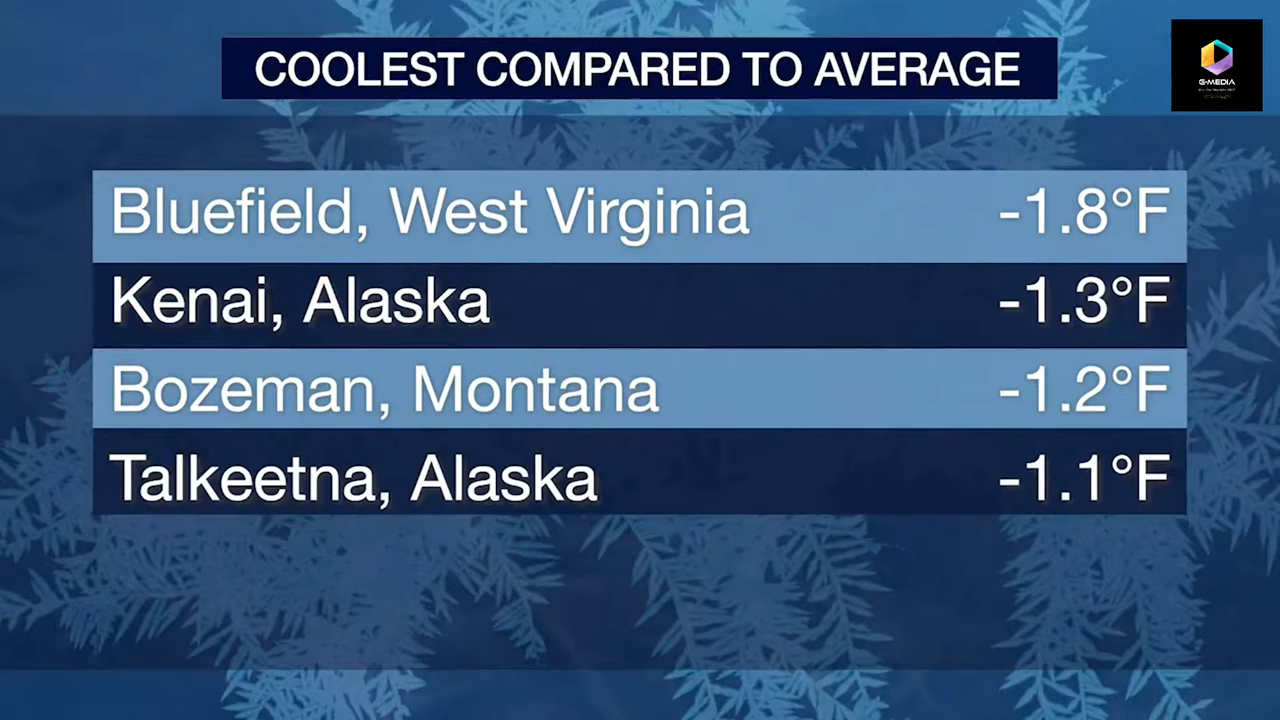 COOLEST COMPARED TO AVERAGE
G-MEDIA
Bluefield, West Virginia -1.8°F
Kenai, Alaska -1.3°F
Bozeman, Montana -1.2°F
Talkeetna, Alaska -1.1°F